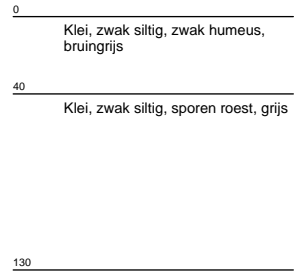 0
Klei, zwak siltig, zwak humeus,
bruingrijs
40
Klei, zwak siltig, sporen roest, grijs
130